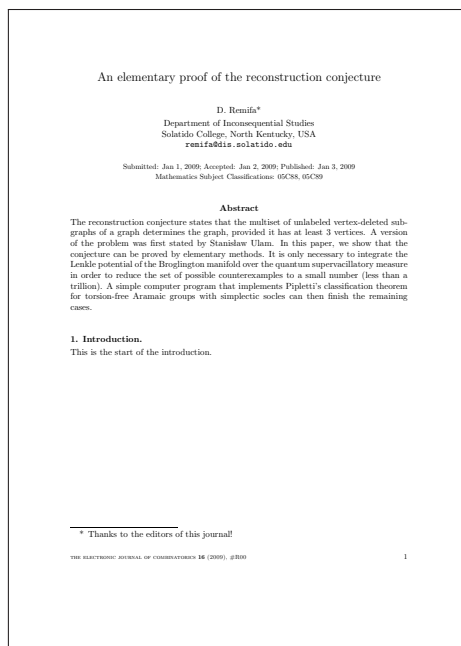 An elementary proof of the reconstruction conjecture
D. Remifa*
Department of Inconsequential Studies
Solatido College, North Kentucky, USA
remifa@dis.solatido.edu
Submitted: Jan 1, 2009; Accepted: Jan 2, 2009; Published: Jan 3, 2009
Mathematics Subject Classifications: 05C88, 05C89
Abstract
The reconstruction conjecture states that the multiset of unlabeled vertex-deleted sub-
graphs of a graph determines the graph, provided it has at least 3 vertices. A version
of the problem was first stated by Stanisław Ulam. In this paper, we show that the
conjecture can be proved by elementary methods. It is only necessary to integrate the
Lenkle potential of the Broglington manifold over the quantum supervacillatory measure
in order to reduce the set of possible counterexamples to a small number (less than a
trillion). A simple computer program that implements Pipletti's classification theorem
for torsion-free Aramaic groups with simplectic socles can then finish the remaining
cases.
1. Introduction.
This is the start of the introduction.
* Thanks to the editors of this journal!
THE ELECTRONIC JOURNAL OF COMBINATORICS 16 (2009), #R00 1